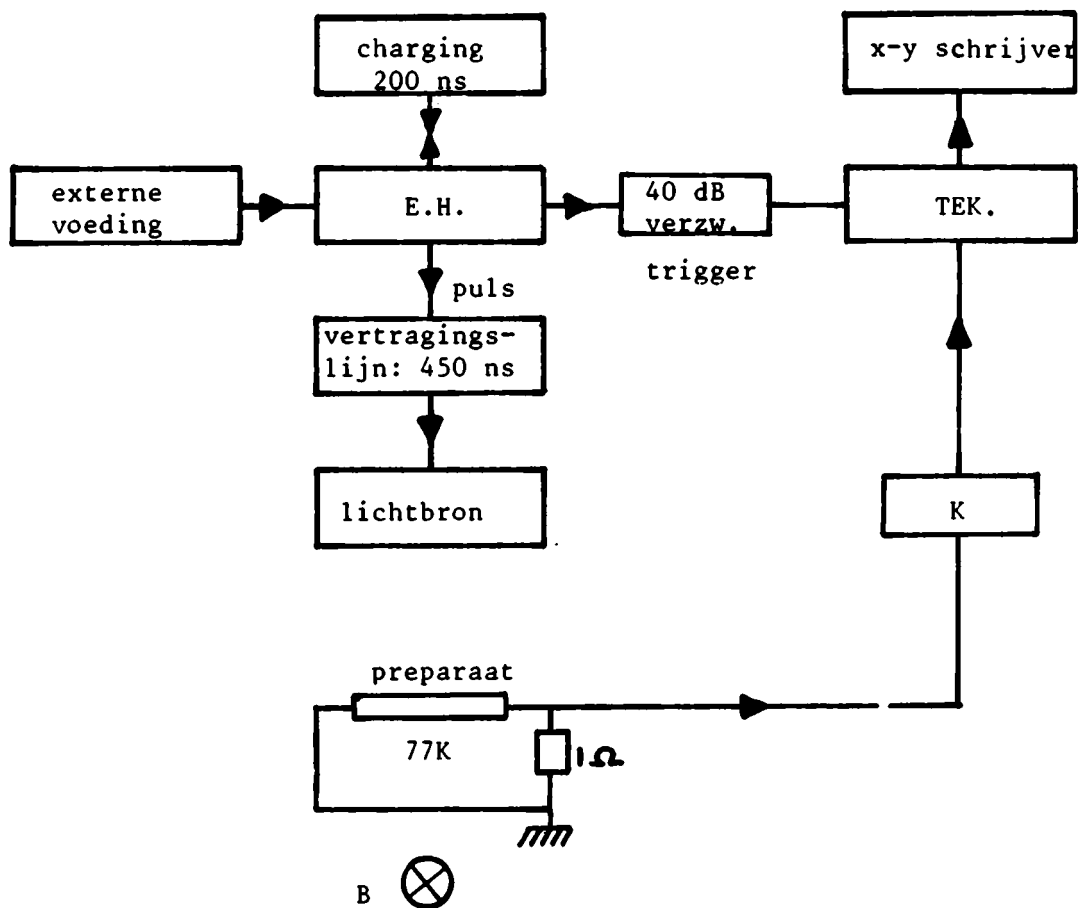 charging
200 ns
x-y schrijver
externe
voeding
E.H.
40 dB
verzw.
TEK.
trigger
puls
vertragings-
lijn: 450 ns
lichtbron
K
preparaat
77K
1Ω
B